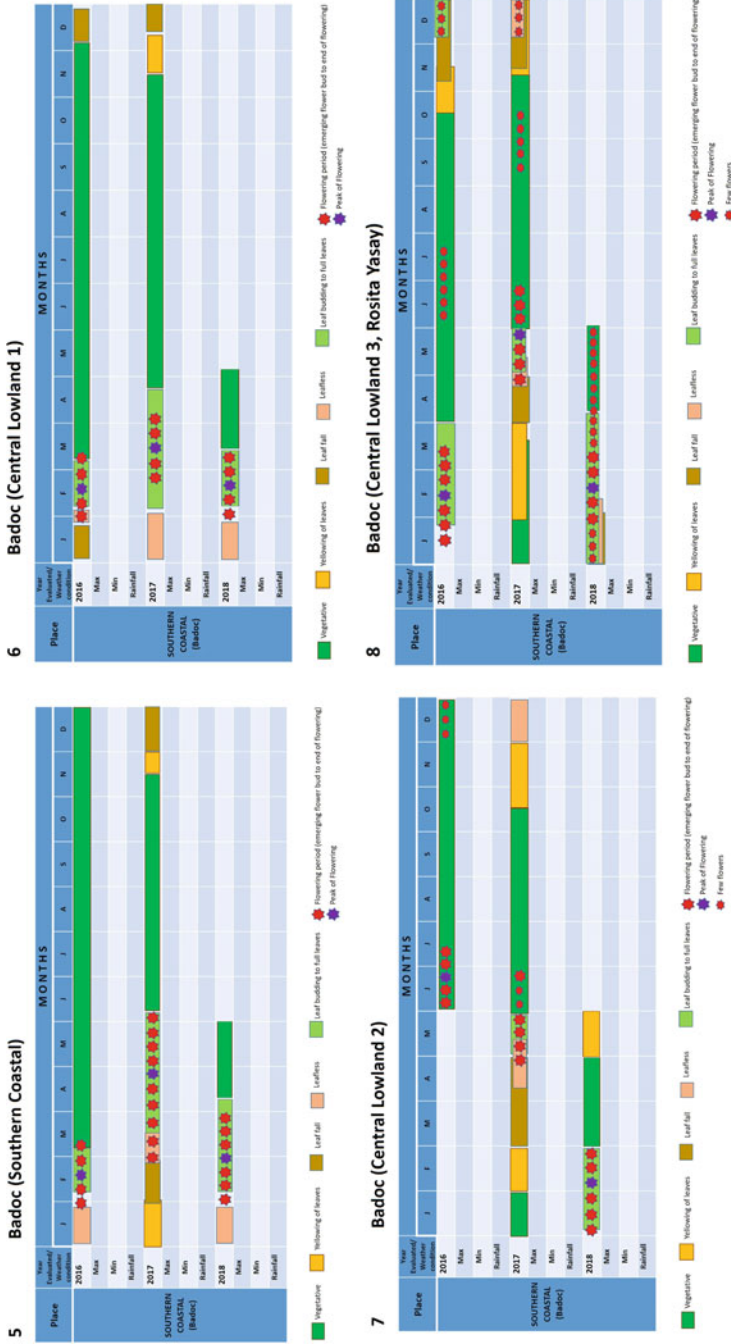 5
Badoc (Southern Coastal)
Place
Year Evaluated/ Weather condition
MONTHS
J F M A M J J A S O N D
SOUTHERN COASTAL (Badoc)
2016
Max
Min
Rainfall
2017
Max
Min
Rainfall
2018
Max
Min
Rainfall
Vegetative
Yellowing of leaves
Leaf fall
Leafless
Leaf budding to full leaves
Flowering period (emerging flower bud to end of flowering)
Peak of Flowering
6
Badoc (Central Lowland 1)
Place
Year Evaluated/ Weather condition
MONTHS
J F M A M J J A S O N D
SOUTHERN COASTAL (Badoc)
2016
Max
Min
Rainfall
2017
Max
Min
Rainfall
2018
Max
Min
Rainfall
Vegetative
Yellowing of leaves
Leaf fall
Leafless
Leaf budding to full leaves
Flowering period (emerging flower bud to end of flowering)
Peak of Flowering
7
Badoc (Central Lowland 2)
Place
Year Evaluated/ Weather condition
MONTHS
J F M A M J J A S O N D
SOUTHERN COASTAL (Badoc)
2016
Max
Min
Rainfall
2017
Max
Min
Rainfall
2018
Max
Min
Rainfall
Vegetative
Yellowing of leaves
Leaf fall
Leafless
Leaf budding to full leaves
Flowering period (emerging flower bud to end of flowering)
Peak of Flowering
Few flowers
8
Badoc (Central Lowland 3, Rosita Yasay)
Place
Year Evaluated/ Weather condition
MONTHS
J F M A M J J A S O N D
SOUTHERN COASTAL (Badoc)
2016
Max
Min
Rainfall
2017
Max
Min
Rainfall
2018
Max
Min
Rainfall
Vegetative
Yellowing of leaves
Leaf fall
Leafless
Leaf budding to full leaves
Flowering period (emerging flower bud to end of flowering)
Peak of Flowering
Few flowers